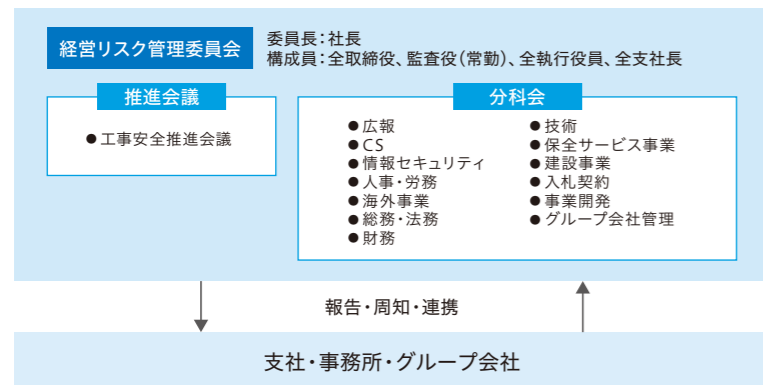 経営リスク管理委員会
委員長：社長
構成員：全取締役、監査役（常勤）、全執行役員、全支社長
推進会議
●工事安全推進会議
分科会
●広報
●CS
●情報セキュリティ
●人事・労務
●海外事業
●総務・法務
●財務
●技術
●保全サービス事業
●建設事業
●入札契約
●事業開発
●グループ会社管理
報告・周知・連携
支社・事務所・グループ会社